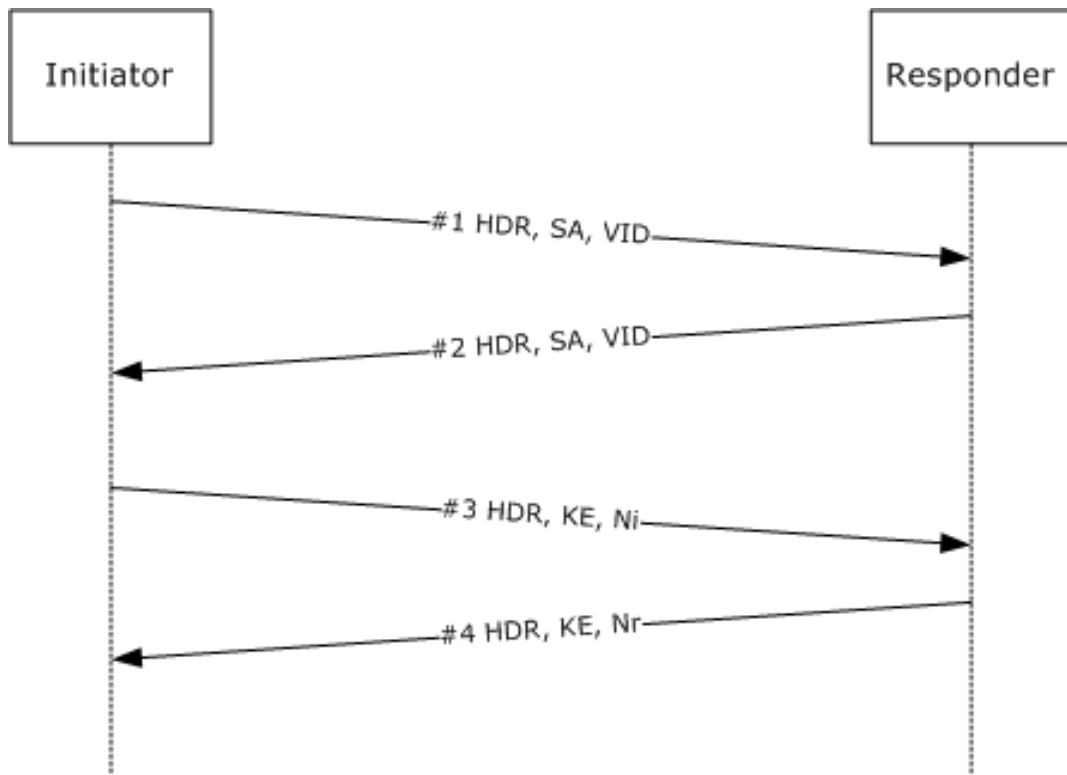 Initiator
Responder
#1 HDR, SA, VID
#2 HDR, SA, VID
#3 HDR, KE, Ni
#4 HDR, KE, Nr